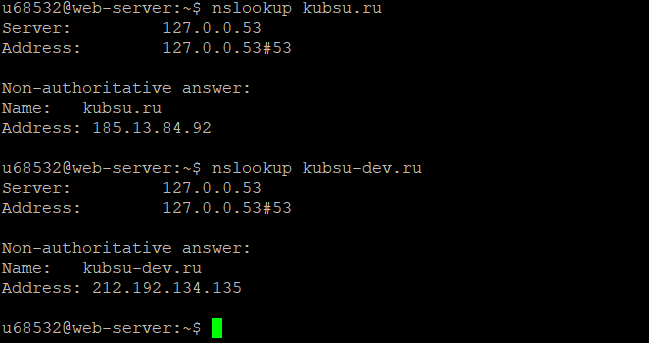 u68532@web-server:~$ nslookup kubsu.ru
Server:         127.0.0.53
Address:        127.0.0.53#53

Non-authoritative answer:
Name:   kubsu.ru
Address: 185.13.84.92

u68532@web-server:~$ nslookup kubsu-dev.ru
Server:         127.0.0.53
Address:        127.0.0.53#53

Non-authoritative answer:
Name:   kubsu-dev.ru
Address: 212.192.134.135

u68532@web-server:~$